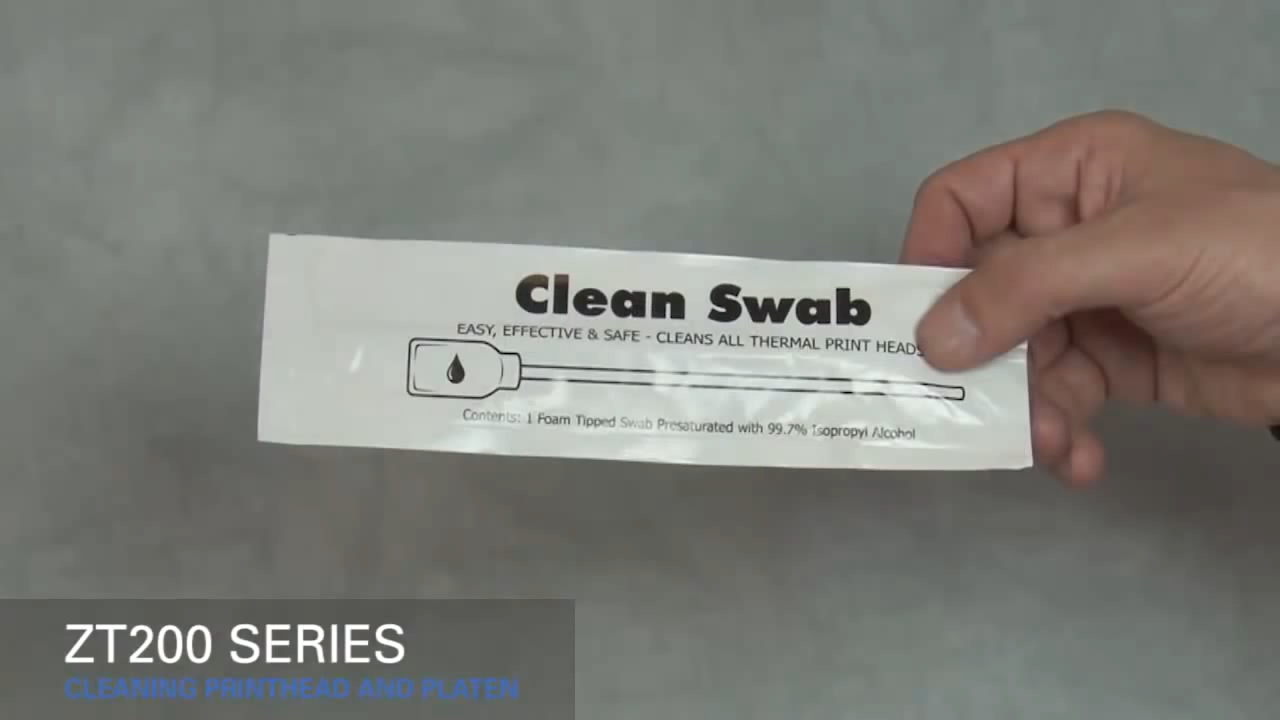 Clean Swab
EASY, EFFECTIVE & SAFE - CLEANS ALL THERMAL PRINT HEADS
Contents: 1 Foam Tipped Swab Presaturated with 99.7% Isopropyl Alcohol
ZT200 SERIES
CLEANING PRINTHEAD AND PLATEN